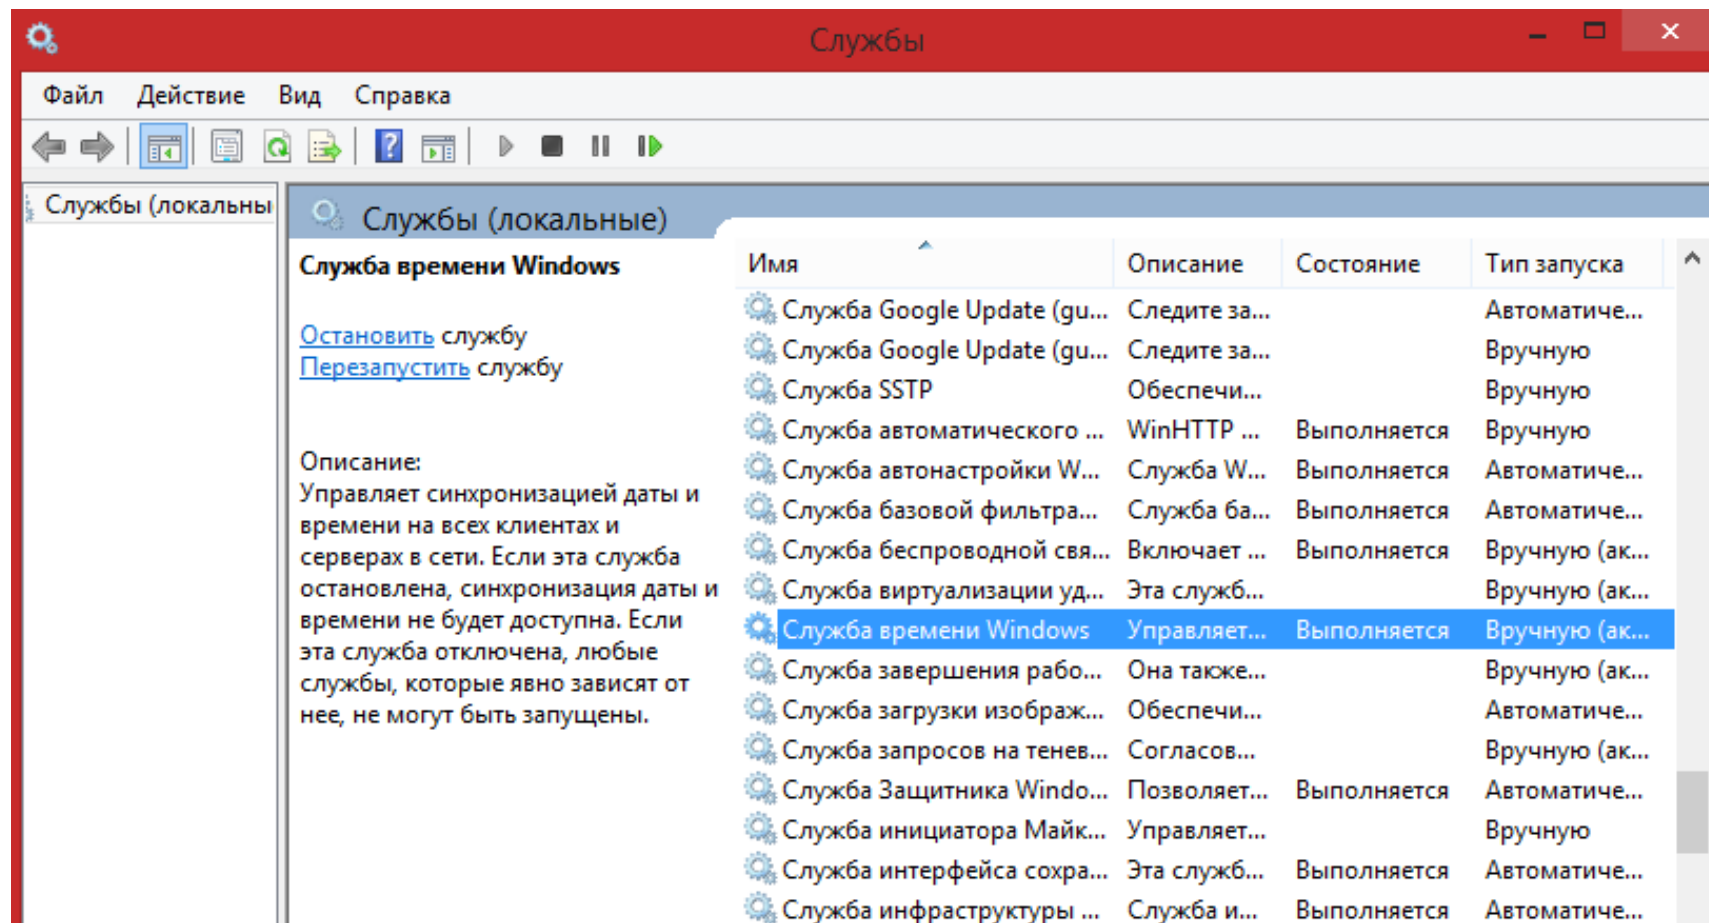 Службы
Файл Действие Вид Справка
Службы (локальны
Службы (локальные)
Служба времени Windows
Остановить службу
Перезапустить службу
Описание:
Управляет синхронизацией даты и
времени на всех клиентах и
серверах в сети. Если эта служба
остановлена, синхронизация даты и
времени не будет доступна. Если
эта служба отключена, любые
службы, которые явно зависят от
нее, не могут быть запущены.
Имя Описание Состояние Тип запуска
Служба Google Update (gu... Следите за... Автоматиче...
Служба Google Update (gu... Следите за... Вручную
Служба SSTP Обеспечи... Вручную
Служба автоматического ... WinHTTP ... Выполняется Вручную
Служба автонастройки W... Служба W... Выполняется Автоматиче...
Служба базовой фильтра... Служба ба... Выполняется Автоматиче...
Служба беспроводной свя... Включает ... Выполняется Вручную (ак...
Служба виртуализации уд... Эта служб... Вручную (ак...
Служба времени Windows Управляет... Выполняется Вручную (ак...
Служба завершения рабо... Она также... Вручную (ак...
Служба загрузки изображ... Обеспечи... Автоматиче...
Служба запросов на тенев... Согласов... Вручную (ак...
Служба Защитника Windo... Позволяет... Выполняется Автоматиче...
Служба инициатора Майк... Управляет... Вручную
Служба интерфейса сохра... Эта служб... Выполняется Автоматиче...
Служба инфраструктуры ... Служба и... Выполняется Автоматиче...